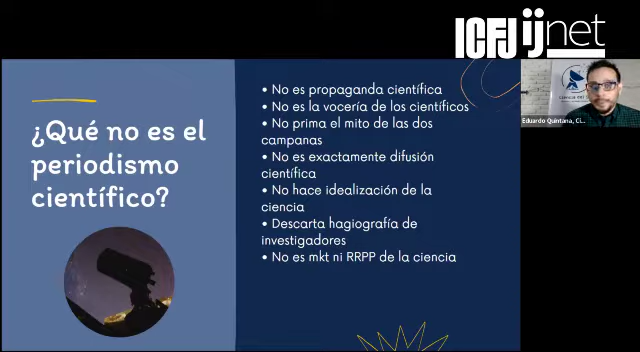 ICFJ ijnet
¿Qué no es el
periodismo
científico?
• No es propaganda científica
• No es la vocería de los científicos
• No prima el mito de las dos
campanas
• No es exactamente difusión
científica
• No hace idealización de la
ciencia
• Descarta hagiografía de
investigadores
• No es mkt ni RRPP de la ciencia
Eduardo Quintana, Ci...